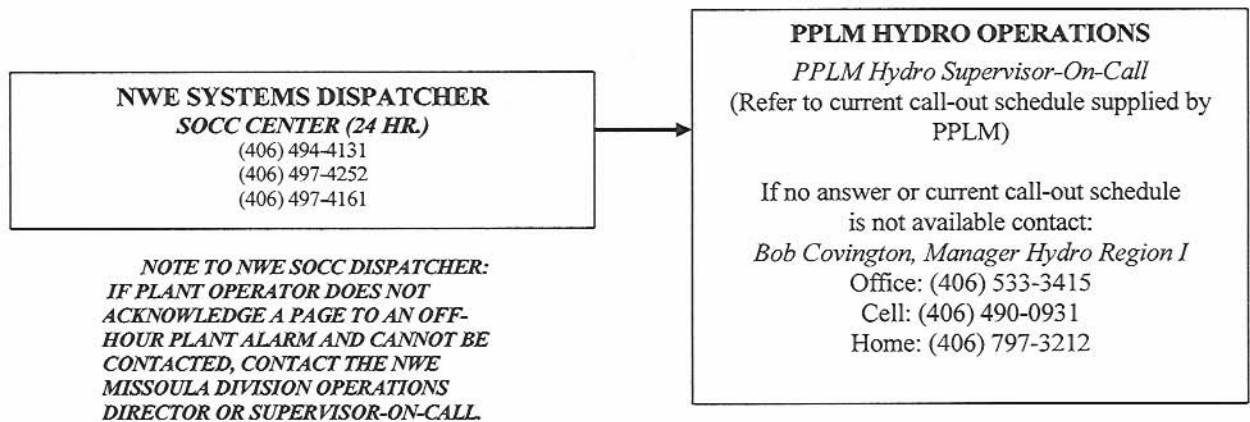 NWE SYSTEMS DISPATCHER
SOCC CENTER (24 HR.)
(406) 494-4131
(406) 497-4252
(406) 497-4161
NOTE TO NWE SOCC DISPATCHER:
IF PLANT OPERATOR DOES NOT
ACKNOWLEDGE A PAGE TO AN OFF-
HOUR PLANT ALARM AND CANNOT BE
CONTACTED, CONTACT THE NWE
MISSOULA DIVISION OPERATIONS
DIRECTOR OR SUPERVISOR-ON-CALL.
PPLM HYDRO OPERATIONS
PPLM Hydro Supervisor-On-Call
(Refer to current call-out schedule supplied by
PPLM)
If no answer or current call-out schedule
is not available contact:
Bob Covington, Manager Hydro Region I
Office: (406) 533-3415
Cell: (406) 490-0931
Home: (406) 797-3212